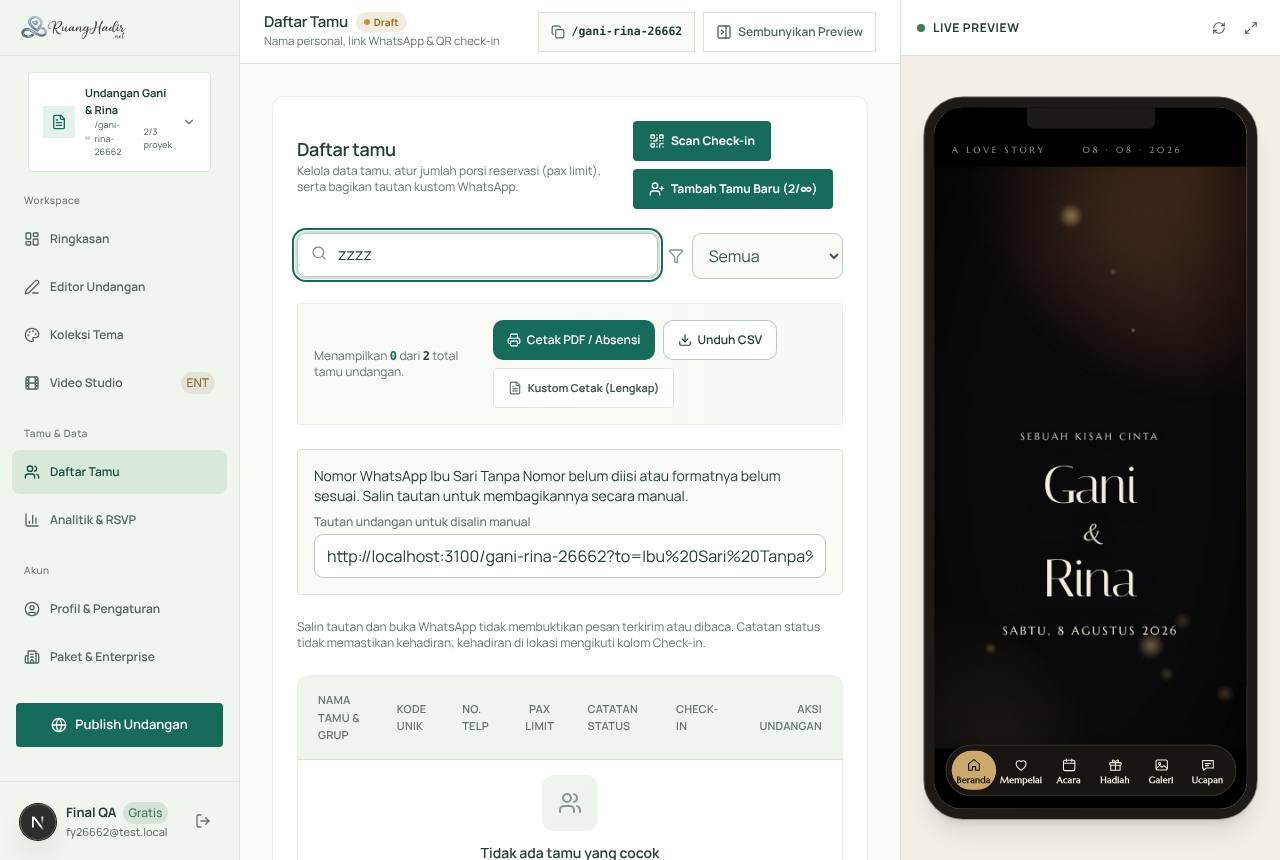 RuangHadir
.net
Undangan Gani
& Rina
/gani-
rina-
26662
2/3
proyek
Workspace
Ringkasan
Editor Undangan
Koleksi Tema
Video Studio ENT
Tamu & Data
Daftar Tamu
Analitik & RSVP
Akun
Profil & Pengaturan
Paket & Enterprise
Publish Undangan
N
Final QA Gratis
fy26662@test.local
Daftar Tamu Draft
Nama personal, link WhatsApp & QR check-in
/gani-rina-26662
Sembunyikan Preview
Daftar tamu
Kelola data tamu, atur jumlah porsi reservasi (pax limit),
serta bagikan tautan kustom WhatsApp.
Scan Check-in
Tambah Tamu Baru (2/∞)
zzzz
Semua
Menampilkan 0 dari 2 total
tamu undangan.
Cetak PDF / Absensi
Unduh CSV
Kustom Cetak (Lengkap)
Nomor WhatsApp Ibu Sari Tanpa Nomor belum diisi atau formatnya belum
sesuai. Salin tautan untuk membagikannya secara manual.
Tautan undangan untuk disalin manual
http://localhost:3100/gani-rina-26662?to=Ibu%20Sari%20Tanpa%
Salin tautan dan buka WhatsApp tidak membuktikan pesan terkirim atau dibaca. Catatan status
tidak memastikan kehadiran; kehadiran di lokasi mengikuti kolom Check-in.
NAMA
TAMU &
GRUP
KODE
UNIK
NO.
TELP
PAX
LIMIT
CATATAN
STATUS
CHECK-
IN
AKSI
UNDANGAN
Tidak ada tamu yang cocok
LIVE PREVIEW
A LOVE STORY
08 · 08 · 2026
SEBUAH KISAH CINTA
Gani
&
Rina
SABTU, 8 AGUSTUS 2026
Beranda
Mempelai
Acara
Hadiah
Galeri
Ucapan